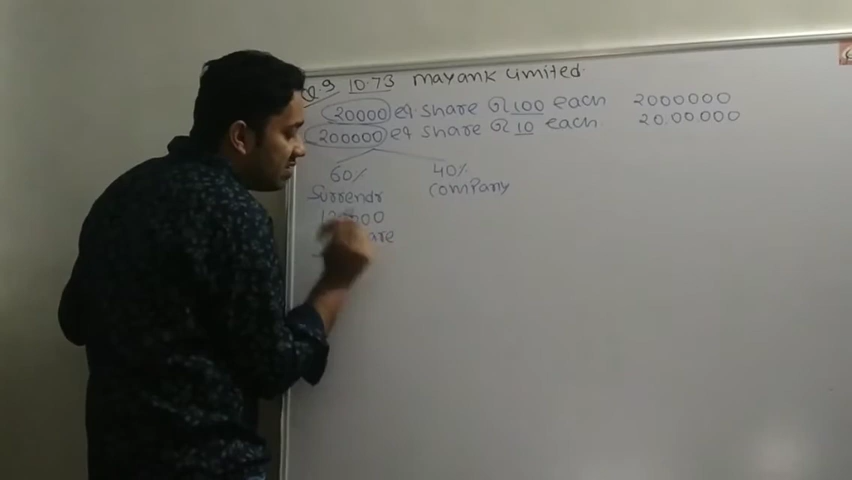 Q 9 10.73 mayank Limited.
20000 eq share @ 100 each 2000000
200000 eq share @ 10 each 20,00,000
60% 40%
Surrendr company